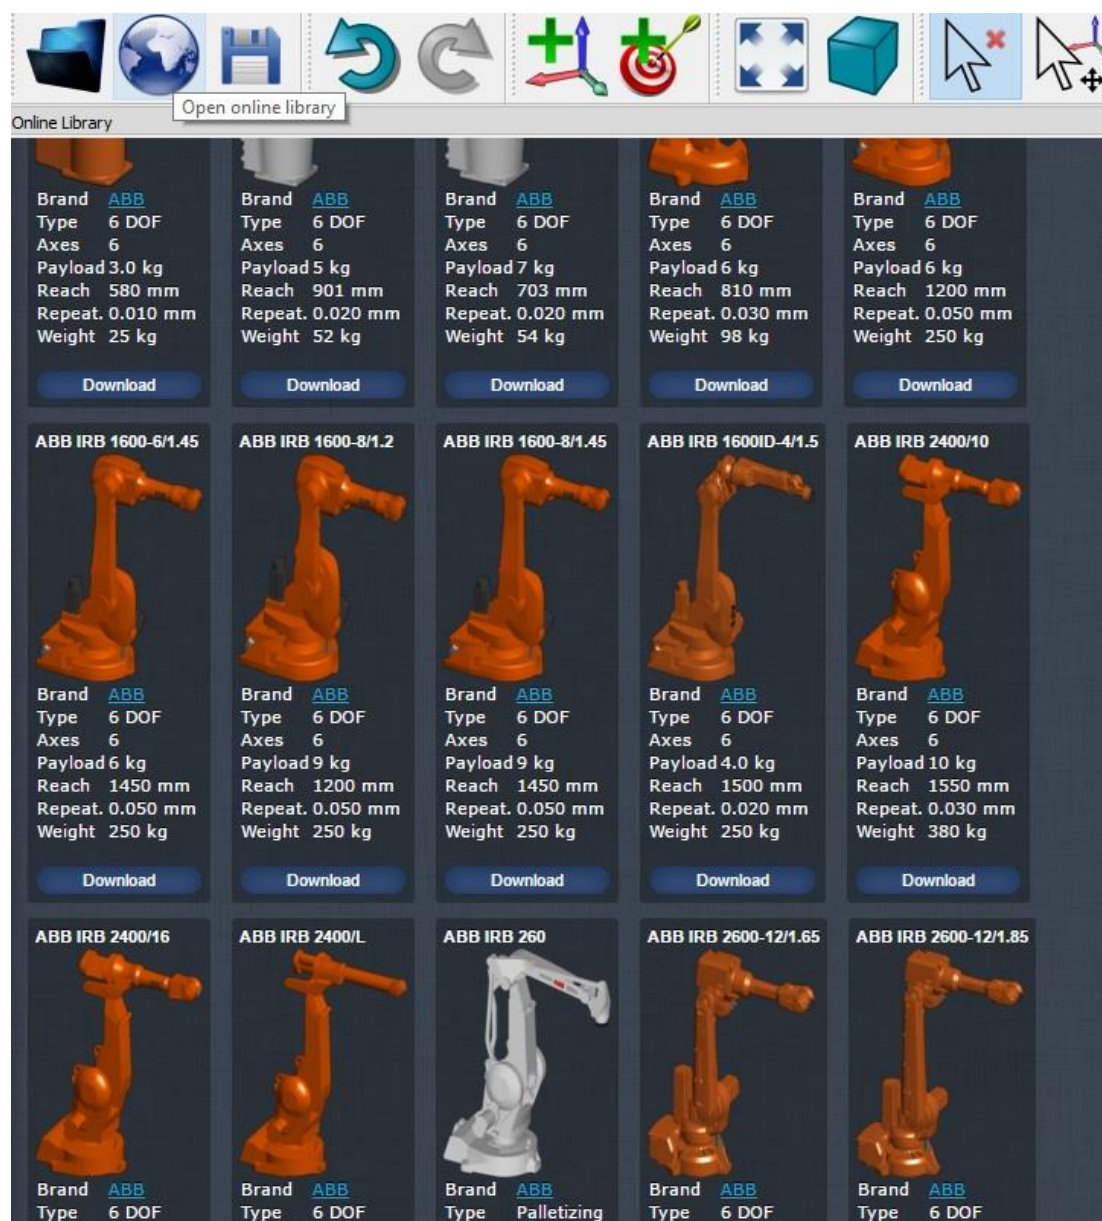 Open online library
Online Library
Brand ABB Brand ABB Brand ABB Brand ABB Brand ABB
Type 6 DOF Type 6 DOF Type 6 DOF Type 6 DOF Type 6 DOF
Axes 6 Axes 6 Axes 6 Axes 6 Axes 6
Payload 3.0 kg Payload 5 kg Payload 7 kg Payload 6 kg Payload 6 kg
Reach 580 mm Reach 901 mm Reach 703 mm Reach 810 mm Reach 1200 mm
Repeat. 0.010 mm Repeat. 0.020 mm Repeat. 0.020 mm Repeat. 0.030 mm Repeat. 0.050 mm
Weight 25 kg Weight 52 kg Weight 54 kg Weight 98 kg Weight 250 kg
Download Download Download Download Download
ABB IRB 1600-6/1.45 ABB IRB 1600-8/1.2 ABB IRB 1600-8/1.45 ABB IRB 1600ID-4/1.5 ABB IRB 2400/10
Brand ABB Brand ABB Brand ABB Brand ABB Brand ABB
Type 6 DOF Type 6 DOF Type 6 DOF Type 6 DOF Type 6 DOF
Axes 6 Axes 6 Axes 6 Axes 6 Axes 6
Payload 6 kg Payload 9 kg Payload 9 kg Payload 4.0 kg Payload 10 kg
Reach 1450 mm Reach 1200 mm Reach 1450 mm Reach 1500 mm Reach 1550 mm
Repeat. 0.050 mm Repeat. 0.050 mm Repeat. 0.050 mm Repeat. 0.020 mm Repeat. 0.030 mm
Weight 250 kg Weight 250 kg Weight 250 kg Weight 250 kg Weight 380 kg
Download Download Download Download Download
ABB IRB 2400/16 ABB IRB 2400/L ABB IRB 260 ABB IRB 2600-12/1.65 ABB IRB 2600-12/1.85
Brand ABB Brand ABB Brand ABB Brand ABB Brand ABB
Type 6 DOF Type 6 DOF Type Palletizing Type 6 DOF Type 6 DOF